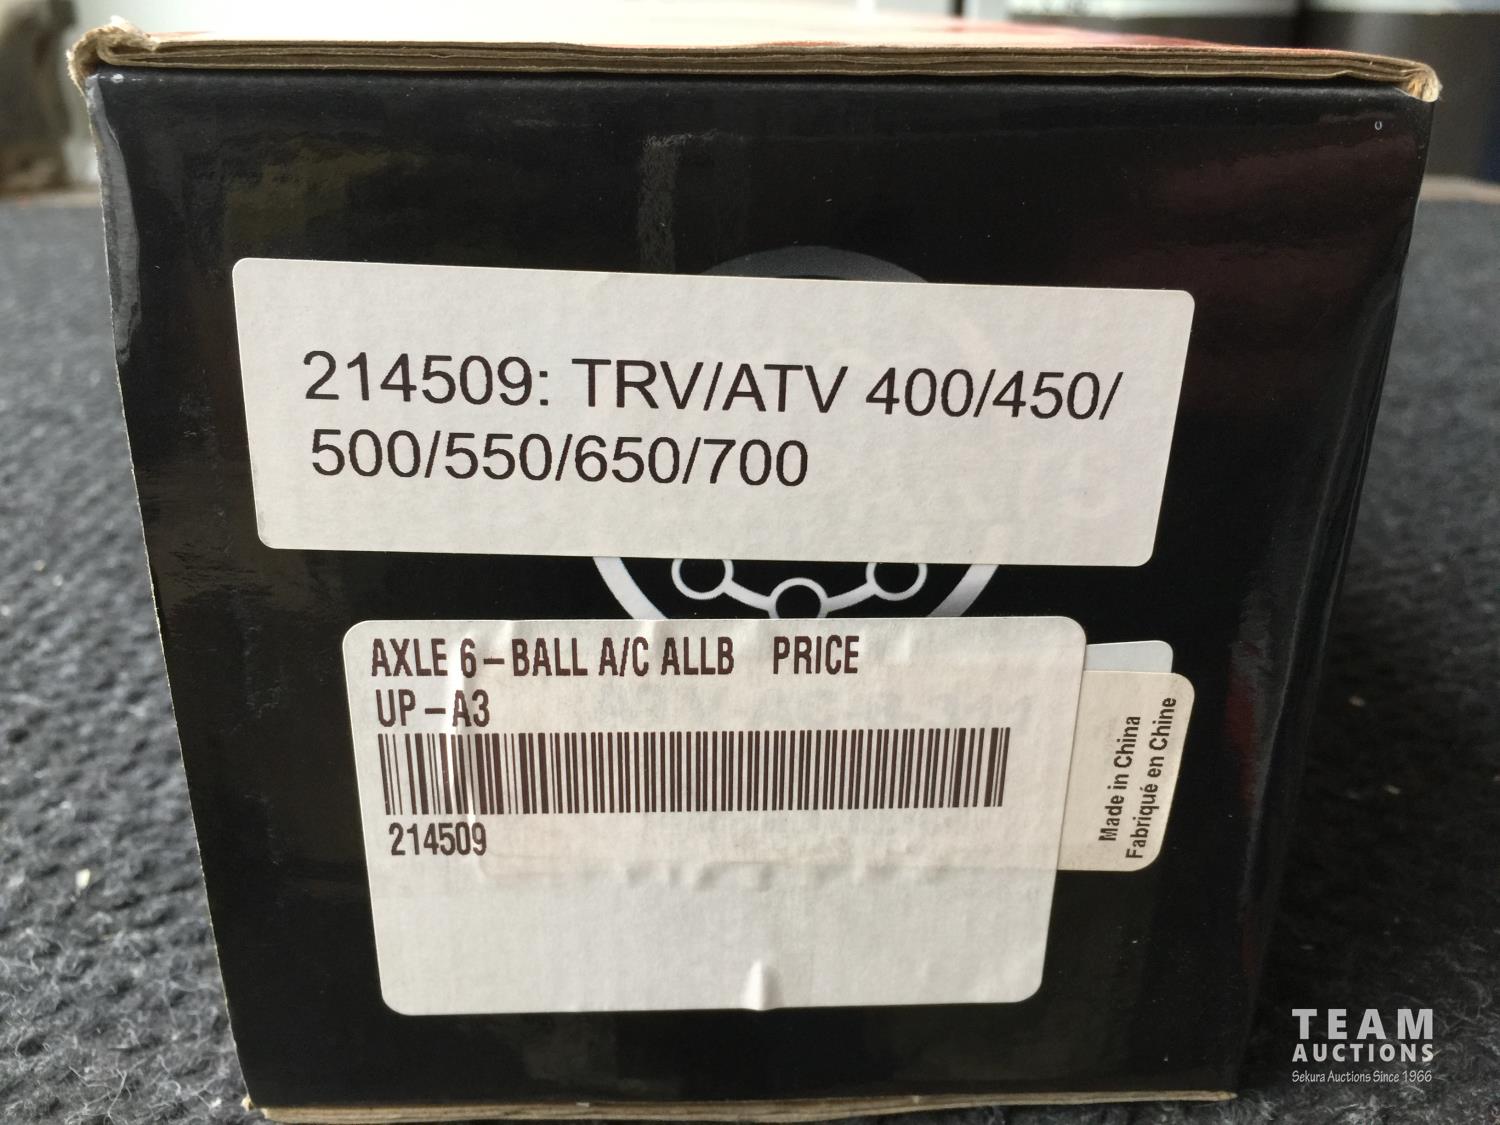 214509: TRV/ATV 400/450/
500/550/650/700
AXLE 6-BALL A/C ALLB PRICE
UP-A3
214509
Made in China
Fabriqué en Chine
TEAM
AUCTIONS
Sekura Auctions Since 1966